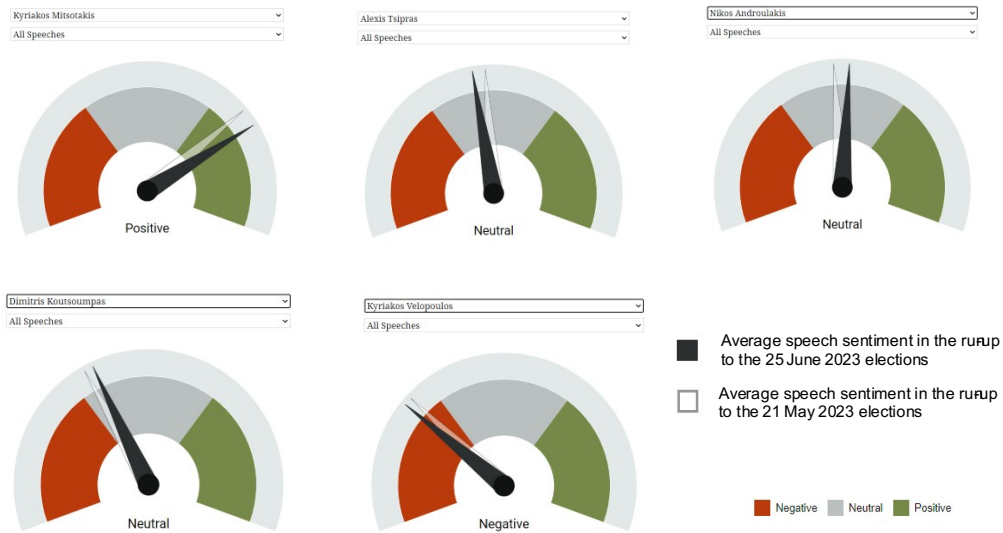 Kyriakos Mitsotakis
All Speeches
Positive
Alexis Tsipras
All Speeches
Neutral
Nikos Androulakis
All Speeches
Neutral
Dimitris Koutsoumpas
All Speeches
Neutral
Kyriakos Velopoulos
All Speeches
Negative
Average speech sentiment in the run-up
to the 25 June 2023 elections
Average speech sentiment in the run-up
to the 21 May 2023 elections
Negative Neutral Positive